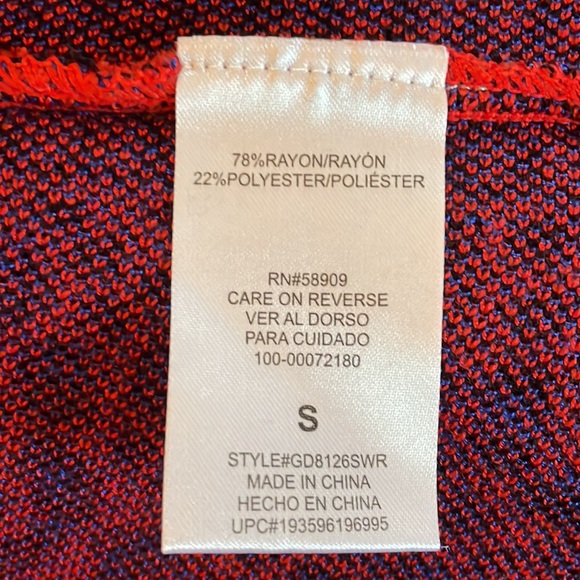 78%RAYON/RAYÓN
22%POLYESTER/POLIÉSTER
RN#58909
CARE ON REVERSE
VER AL DORSO
PARA CUIDADO
100-00072180
S
STYLE#GD8126SWR
MADE IN CHINA
HECHO EN CHINA
UPC#193596196995